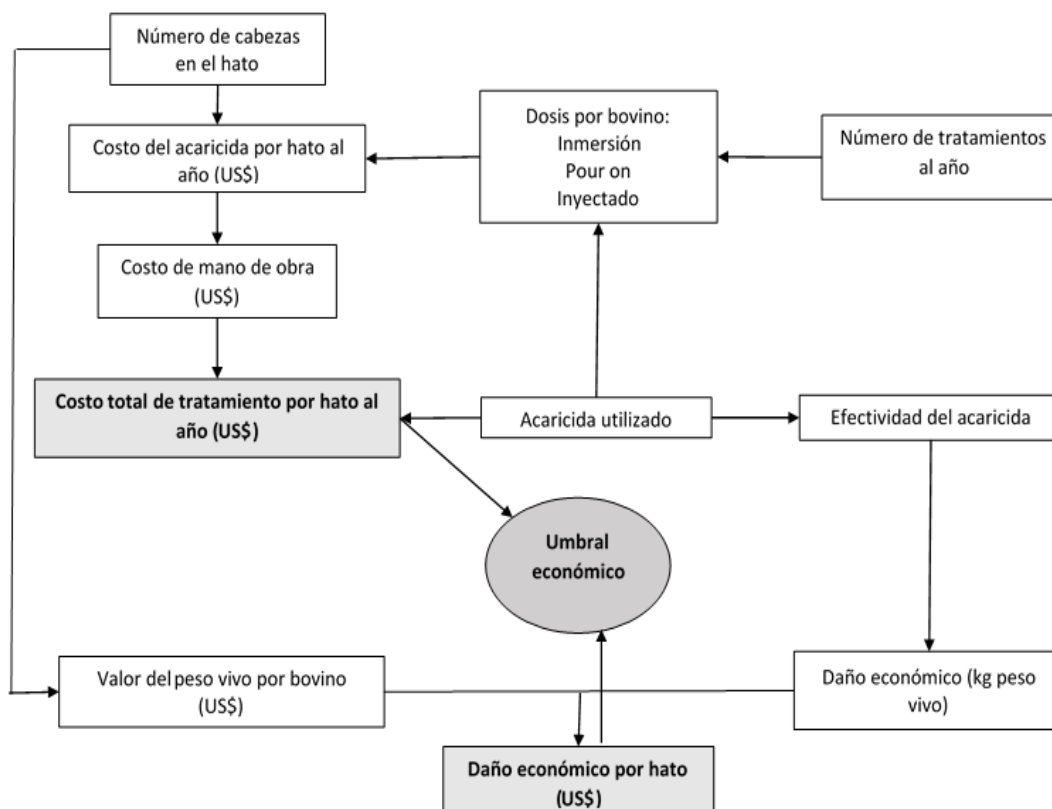 Número de cabezas
en el hato
Costo del acaricida por hato al
año (US$)
Dosis por bovino:
Inmersión
Pour on
Inyectado
Número de tratamientos
al año
Costo de mano de obra
(US$)
Costo total de tratamiento por hato al
año (US$)
Acaricida utilizado
Efectividad del acaricida
Umbral
económico
Valor del peso vivo por bovino
(US$)
Daño económico (kg peso
vivo)
Daño económico por hato
(US$)